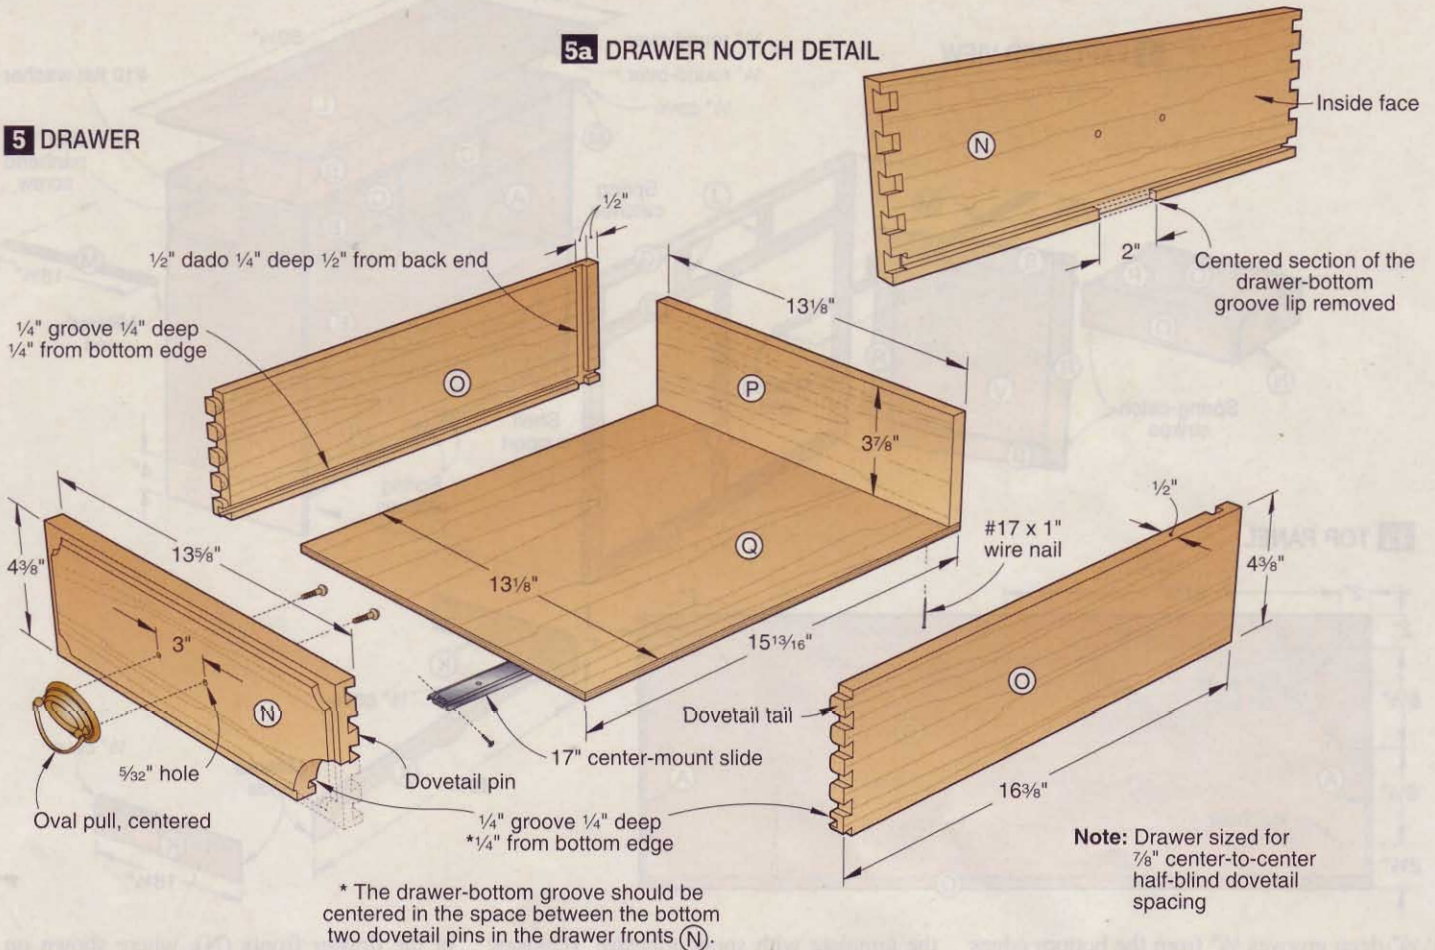 5a DRAWER NOTCH DETAIL
5 DRAWER
Inside face
N
½"
½" dado ¼" deep ½" from back end
2"
Centered section of the
drawer-bottom
groove lip removed
¼" groove ¼" deep
¼" from bottom edge
13⅛"
O
P
3⅞"
½"
#17 x 1"
wire nail
4⅜"
13⅝"
Q
4⅜"
13⅛"
15 13/16"
3"
N
O
Dovetail tail
17" center-mount slide
5/32" hole
Dovetail pin
16⅜"
Oval pull, centered
¼" groove ¼" deep
*¼" from bottom edge
Note: Drawer sized for
⅞" center-to-center
half-blind dovetail
spacing
* The drawer-bottom groove should be
centered in the space between the bottom
two dovetail pins in the drawer fronts N.